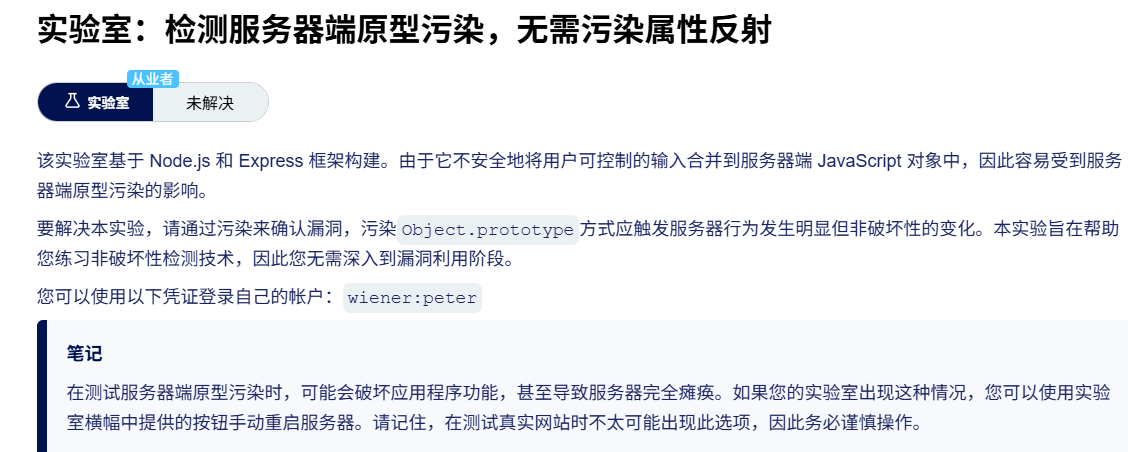 实验室：检测服务器端原型污染，无需污染属性反射
从业者
实验室 未解决
该实验室基于 Node.js 和 Express 框架构建。由于它不安全地将用户可控制的输入合并到服务器端 JavaScript 对象中，因此容易受到服务
器端原型污染的影响。
要解决本实验，请通过污染来确认漏洞，污染 Object.prototype 方式应触发服务器行为发生明显但非破坏性的变化。本实验旨在帮助
您练习非破坏性检测技术，因此您无需深入到漏洞利用阶段。
您可以使用以下凭证登录自己的帐户： wiener:peter
笔记
在测试服务器端原型污染时，可能会破坏应用程序功能，甚至导致服务器完全瘫痪。如果您的实验室出现这种情况，您可以使用实验
室横幅中提供的按钮手动重启服务器。请记住，在测试真实网站时不太可能出现此选项，因此务必谨慎操作。